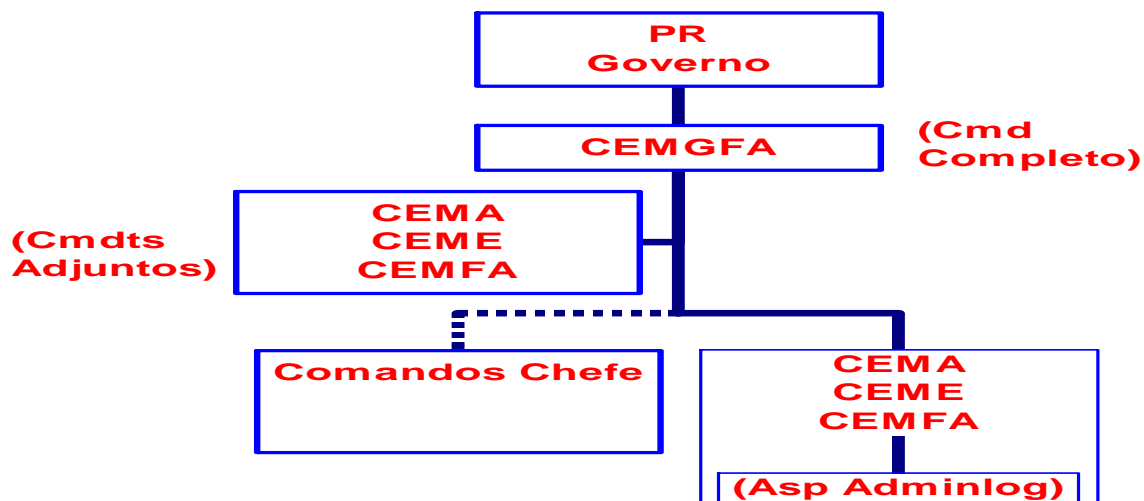 PR
Governo
CEMGFA
(Cmd
Completo)
CEMA
CEME
CEMFA
(Cmdts
Adjuntos)
Comandos Chefe
CEMA
CEME
CEMFA
(Asp Adminlog)